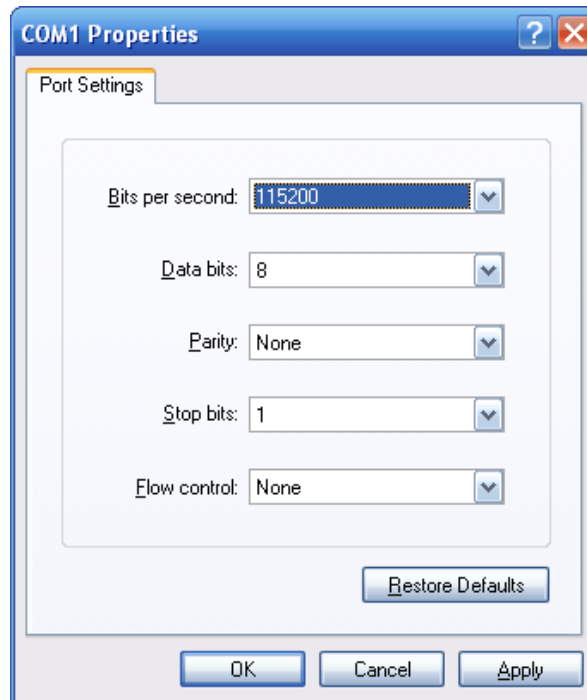 COM1 Properties
Port Settings
Bits per second: 115200
Data bits: 8
Parity: None
Stop bits: 1
Flow control: None
Restore Defaults
OK Cancel Apply